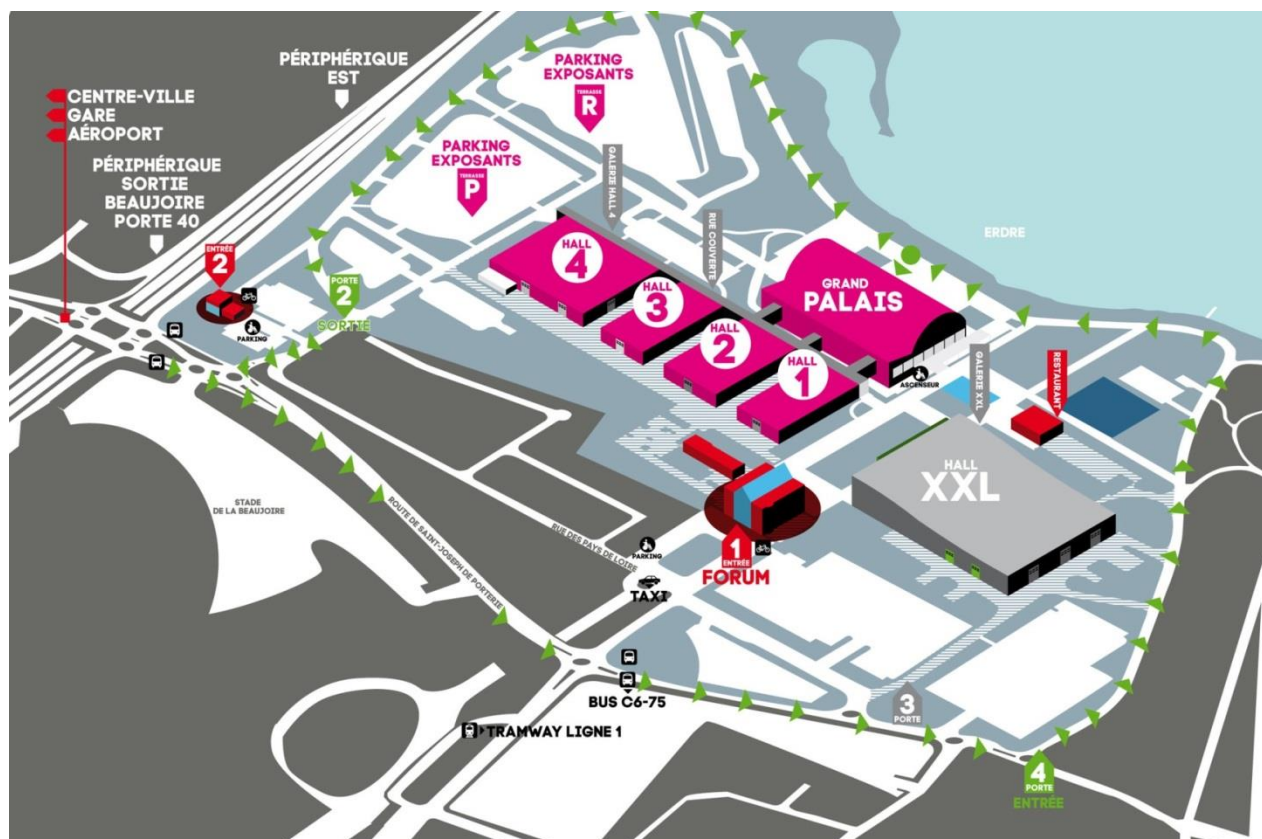 PÉRIPHÉRIQUE
EST
CENTRE-VILLE
GARE
AÉROPORT
PÉRIPHÉRIQUE
SORTIE
BEAUJOIRE
PORTE 40
PARKING
EXPOSANTS
TERRASSE
R
PARKING
EXPOSANTS
TERRASSE
P
GALERIE HALL 4
RUE COUVERTE
ERDRE
ENTRÉE
2
PARKING
PORTE
2
SORTIE
HALL
4
HALL
3
HALL
2
HALL
1
GRAND
PALAIS
ASCENSEUR
GALERIE XXL
RESTAURANT
HALL
XXL
STADE
DE LA BEAUJOIRE
ROUTE DE SAINT-JOSEPH DE PORTERIE
RUE DES PAYS DE LOIRE
PARKING
TAXI
1
ENTRÉE
FORUM
BUS C6-75
TRAMWAY LIGNE 1
3
PORTE
4
PORTE
ENTRÉE